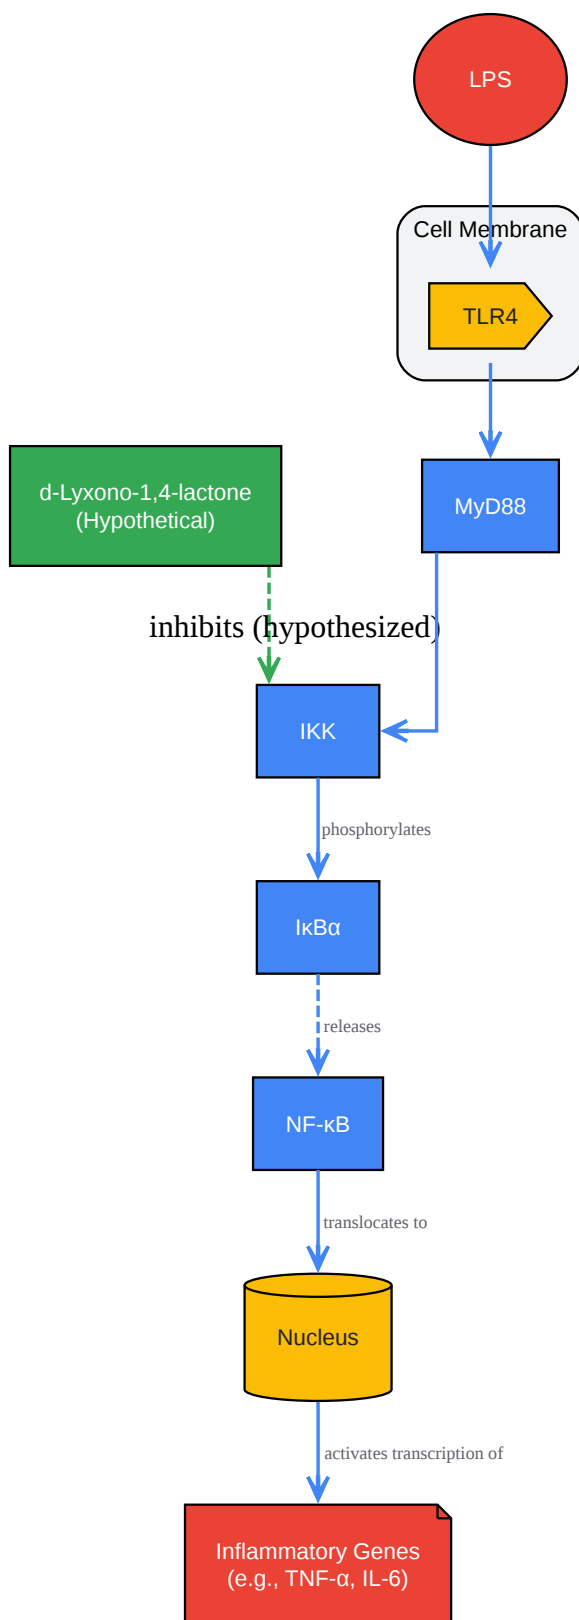 LPS
Cell Membrane
TLR4
d-Lyxono-1,4-lactone
(Hypothetical)
MyD88
inhibits (hypothesized)
IKK
phosphorylates
IκBα
releases
NF-κB
translocates to
Nucleus
activates transcription of
Inflammatory Genes
(e.g., TNF-α, IL-6)